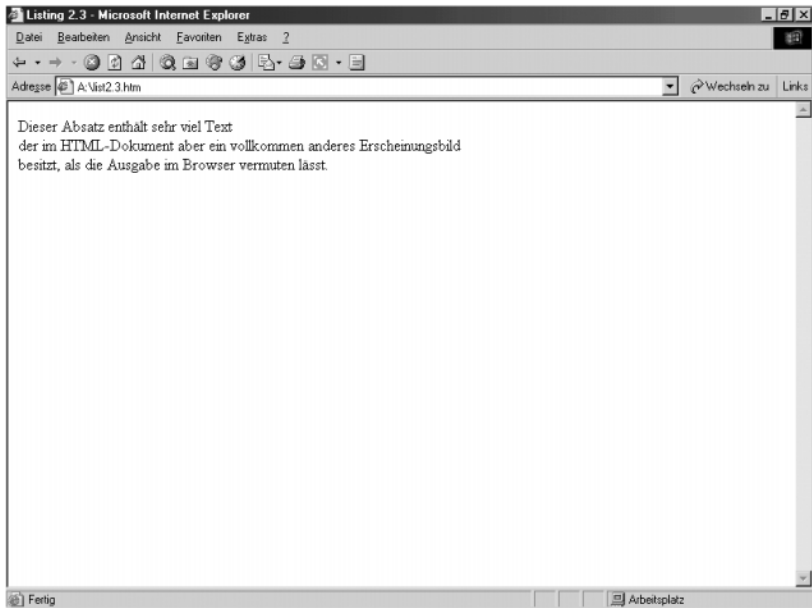 Listing 2.3 - Microsoft Internet Explorer
Datei Bearbeiten Ansicht Favoriten Extras ?
Adresse A:\list2.3.htm Wechseln zu Links
Dieser Absatz enthält sehr viel Text
der im HTML-Dokument aber ein vollkommen anderes Erscheinungsbild
besitzt, als die Ausgabe im Browser vermuten lässt.
Fertig Arbeitsplatz